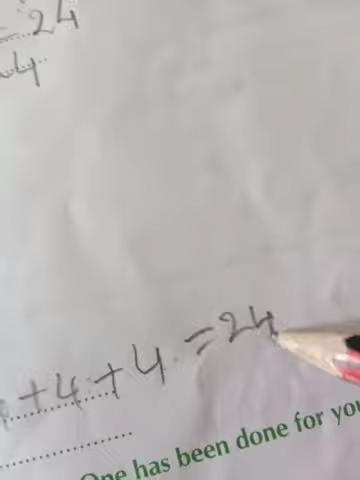 = 24
4
+ 4 + 4 = 24
One has been done for you